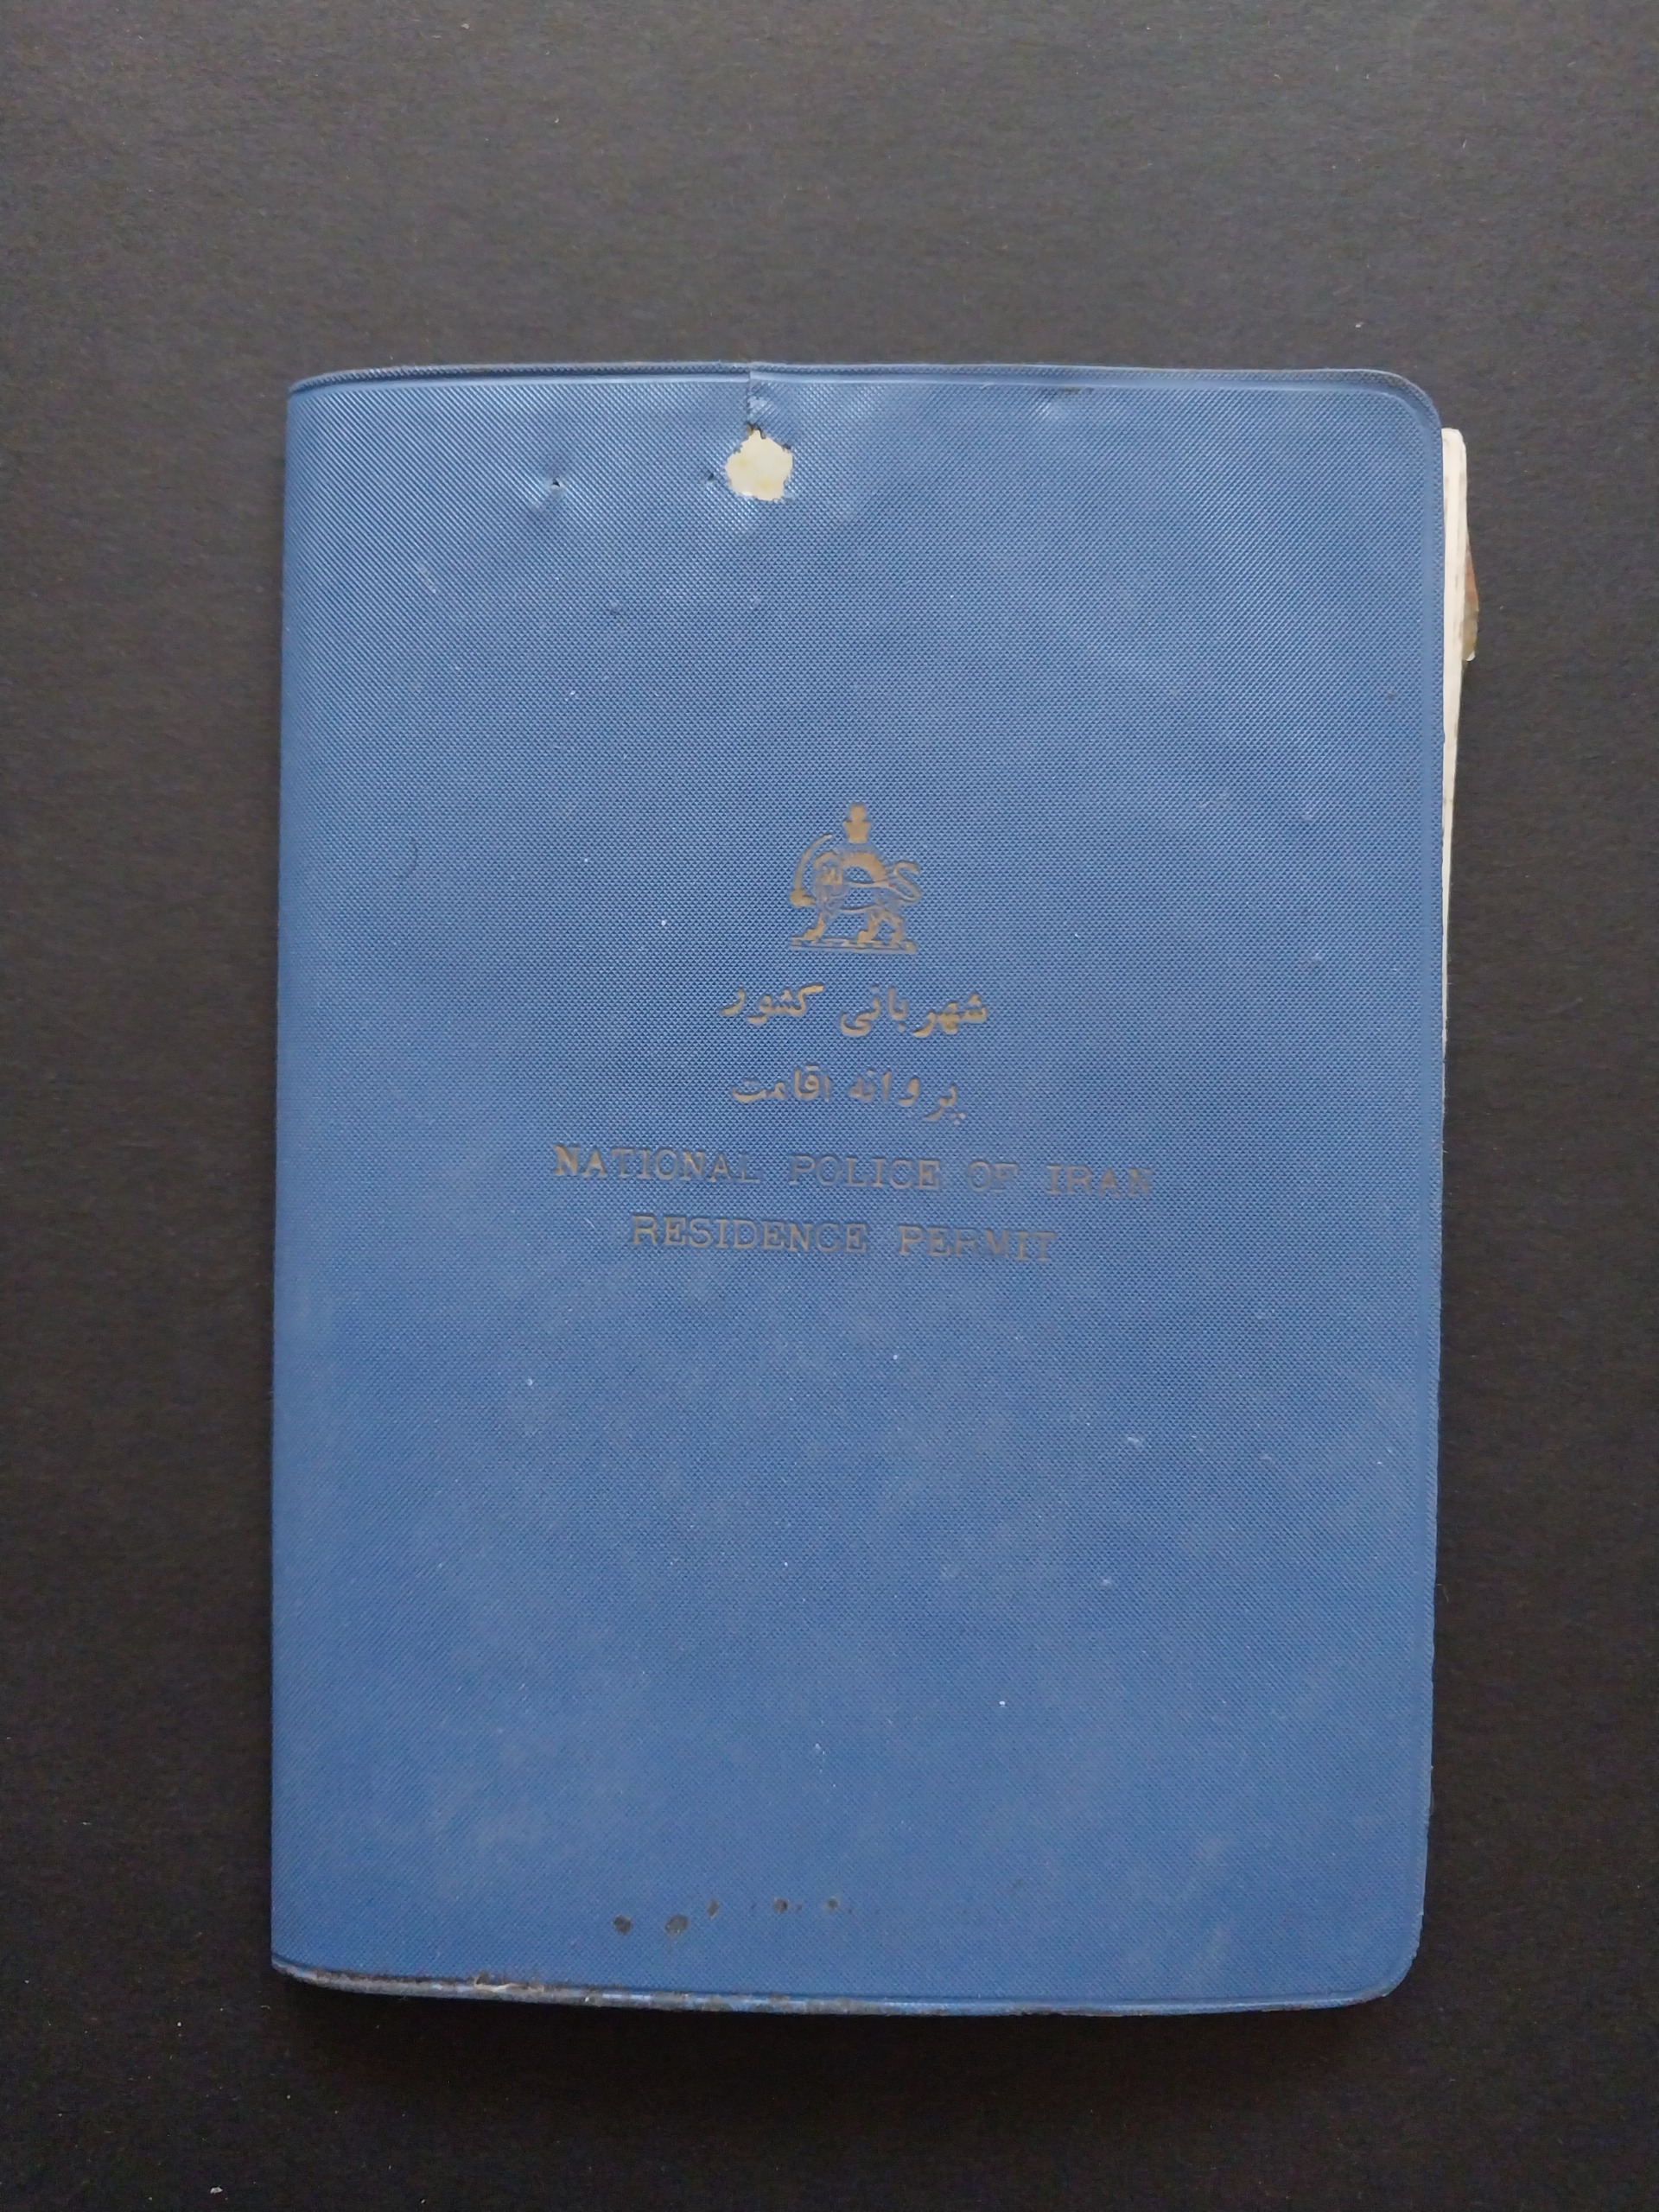 شهربانی کشور
پروانه اقامت
NATIONAL POLICE OF IRAN
RESIDENCE PERMIT